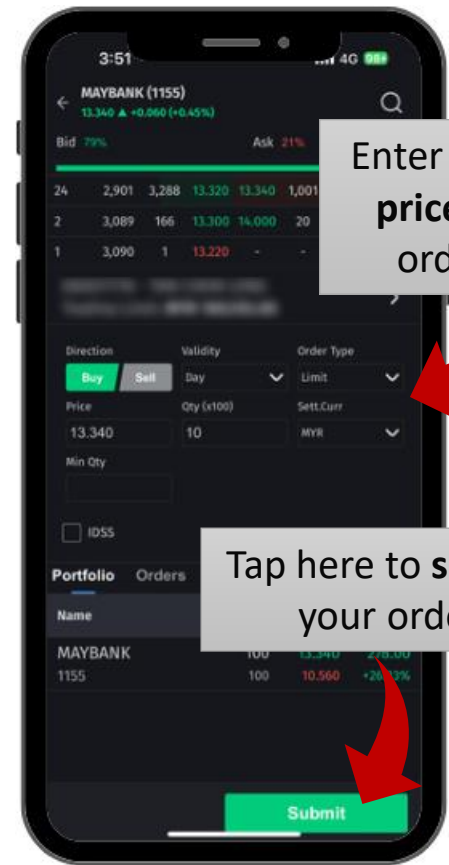 3:51 4G 98+
MAYBANK (1155)
13.340 ▲ +0.060 (+0.45%)
Bid 79% Ask 21%
24 2,901 3,288 13.320 13.340 1,001
2 3,089 166 13.300 14.000 20
1 3,090 1 13.220 - -
Enter
price
ord
Direction Validity Order Type
Buy Sell Day Limit
Price Qty (x100) Sett.Curr
13.340 10 MYR
Min Qty
IDSS
Tap here to s
your orde
Portfolio Orders
Name
MAYBANK 100 13.340 278.00
1155 100 10.560
Submit